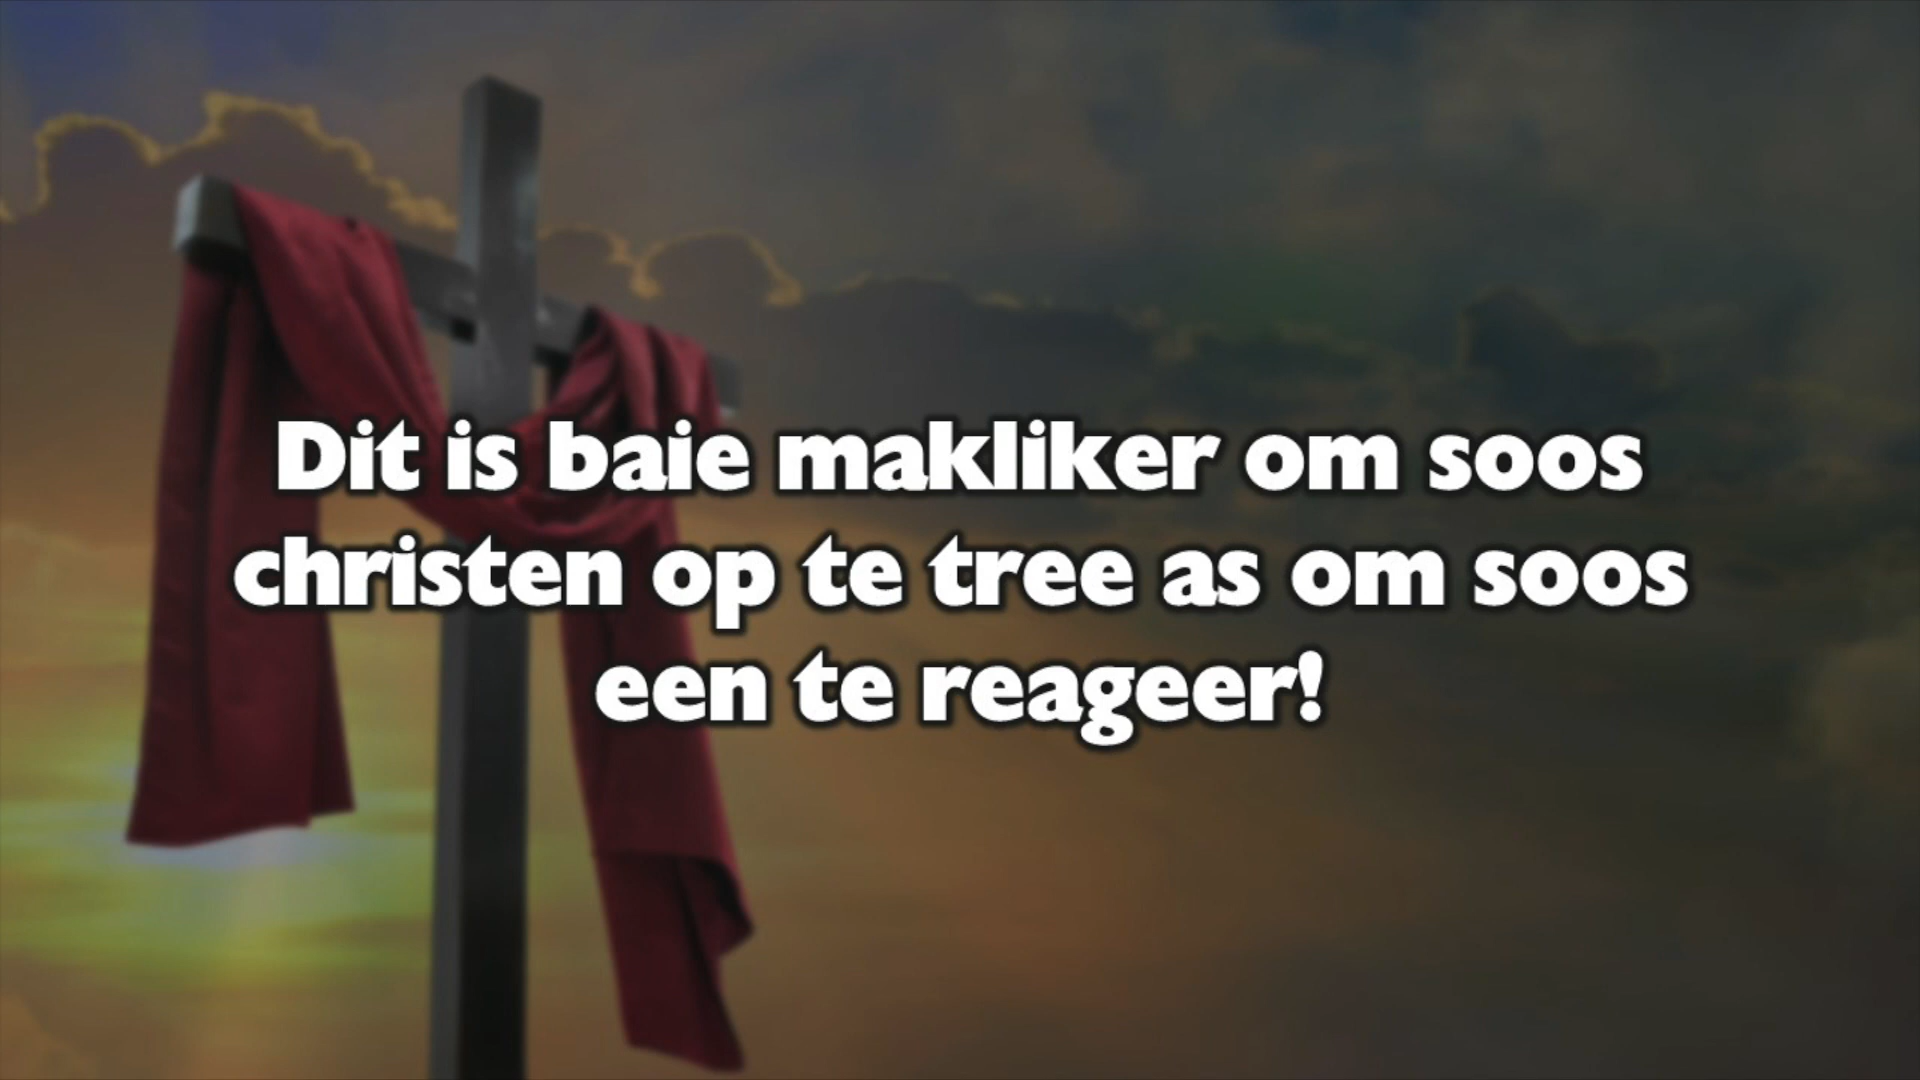 Dit is baie makliker om soos
christen op te tree as om soos
een te reageer!